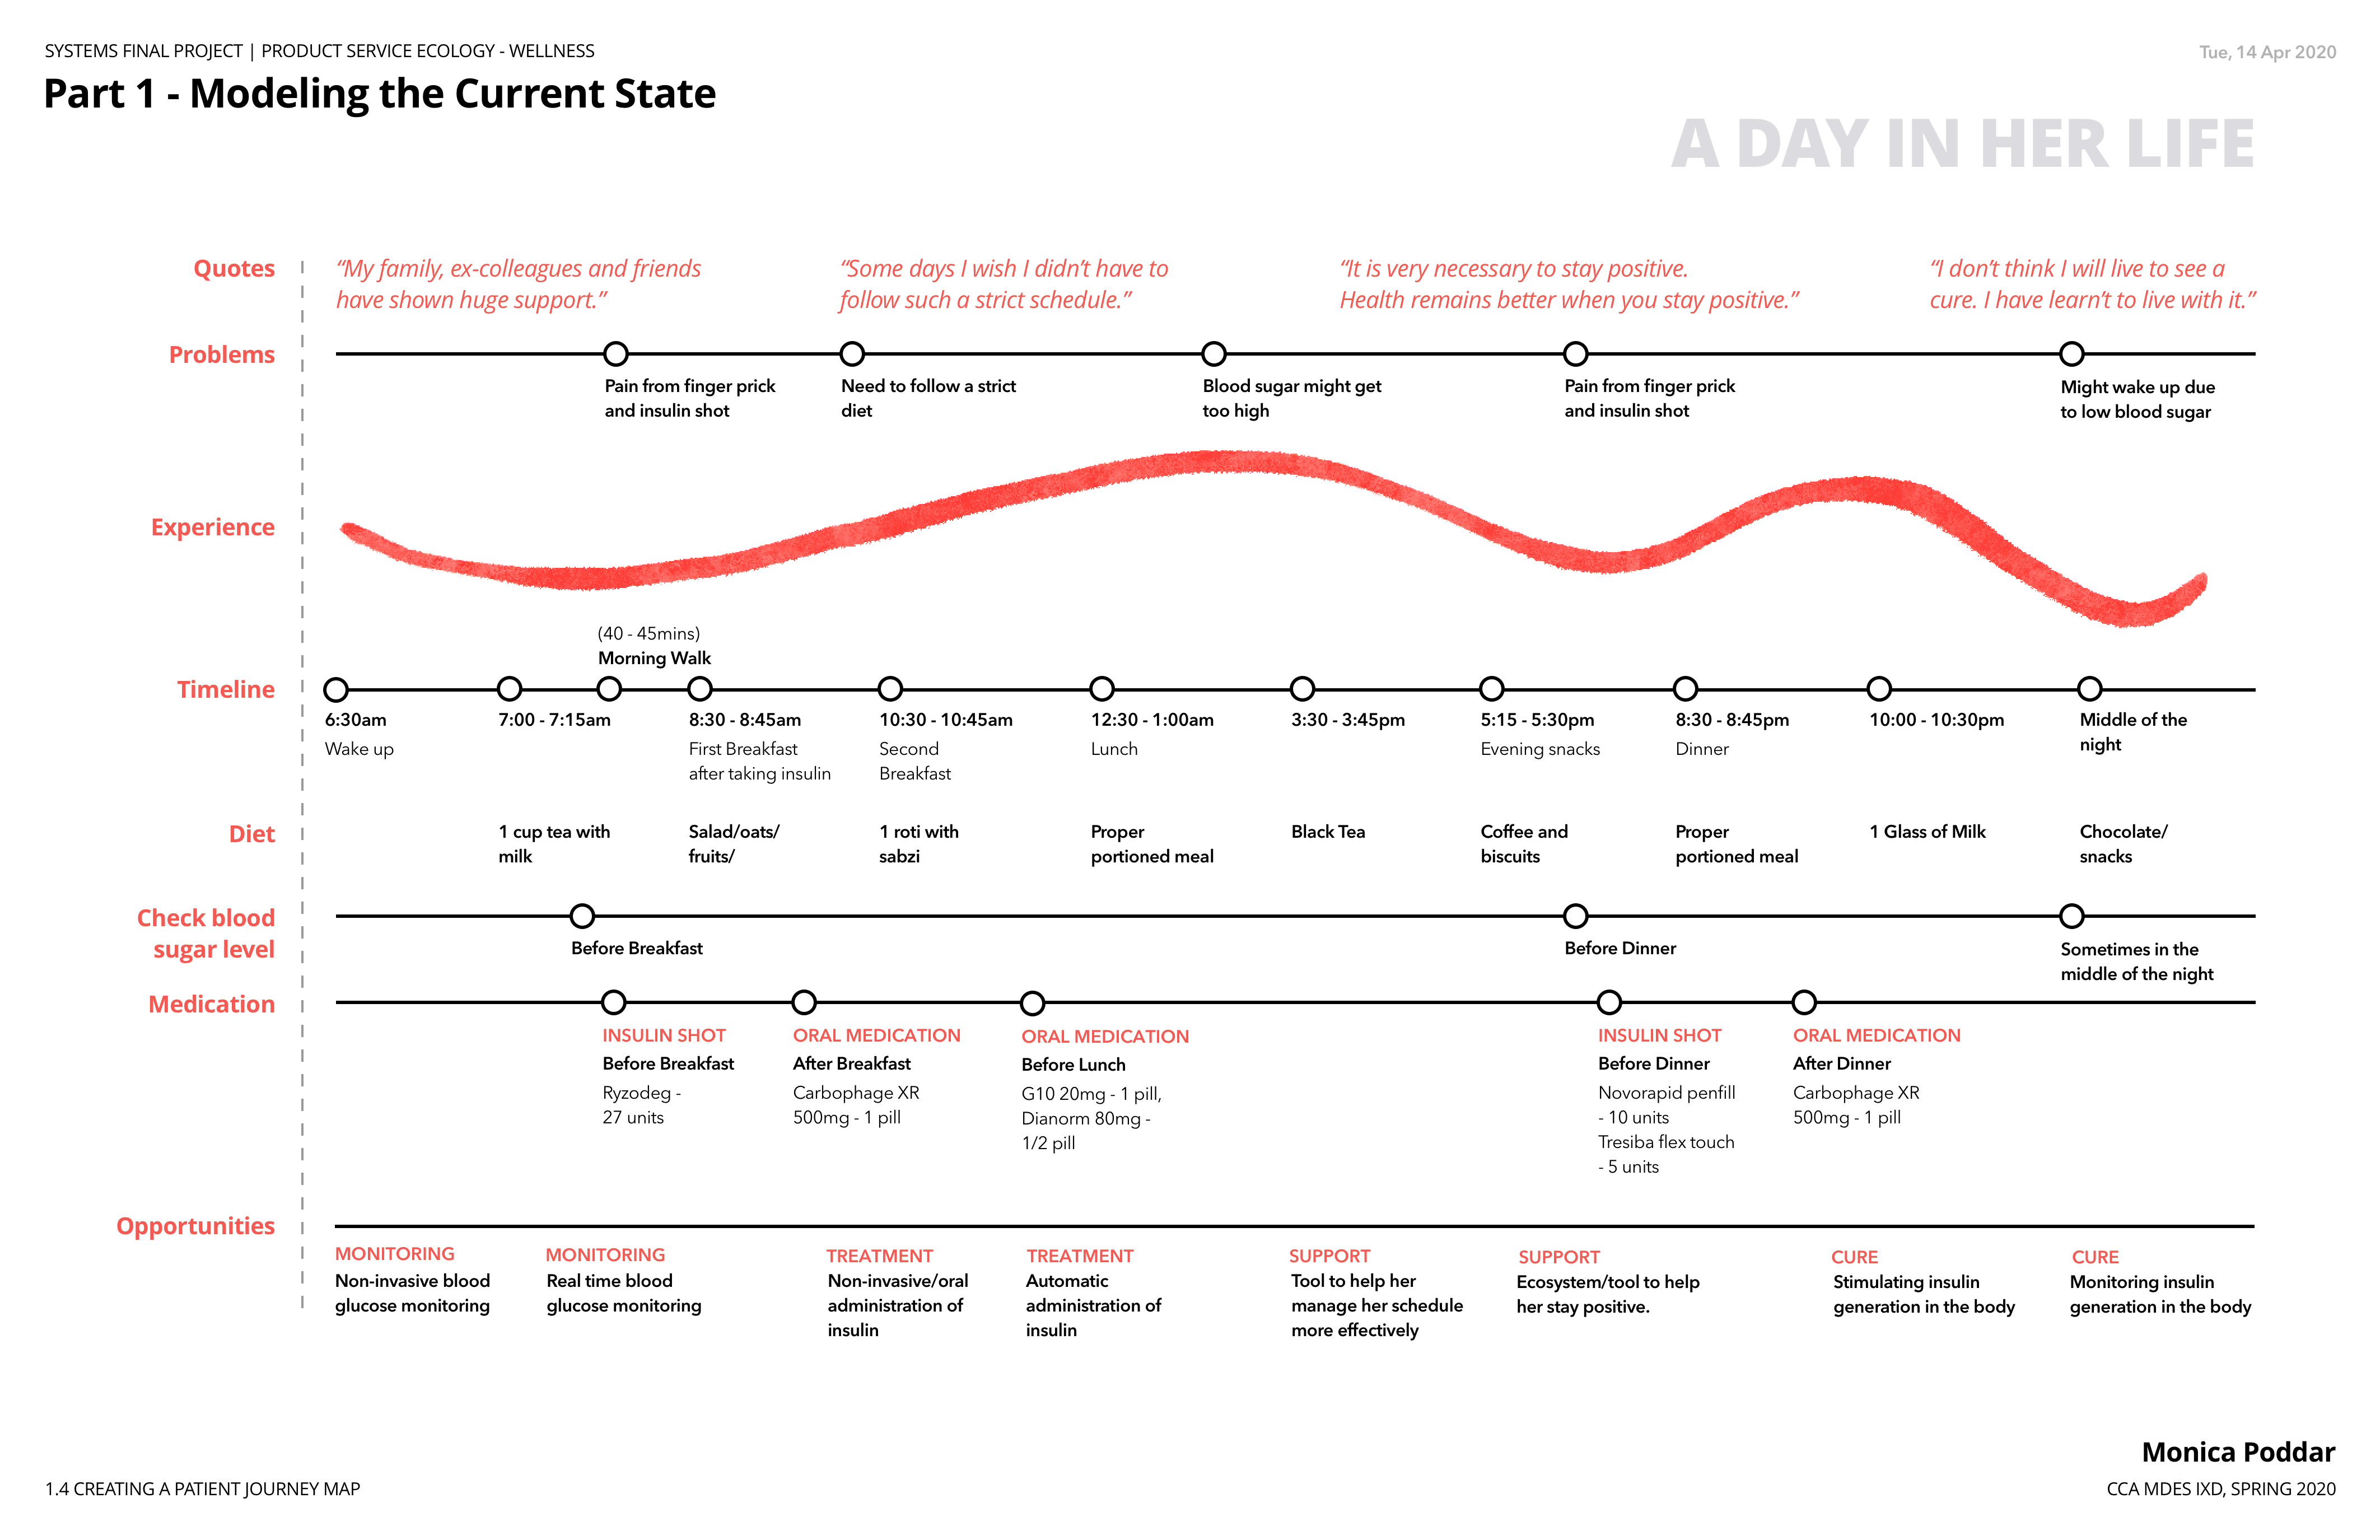 SYSTEMS FINAL PROJECT | PRODUCT SERVICE ECOLOGY - WELLNESS
Tue, 14 Apr 2020
Part 1 - Modeling the Current State
A DAY IN HER LIFE
Quotes
“My family, ex-colleagues and friends
have shown huge support.”
“Some days I wish I didn’t have to
follow such a strict schedule.”
“It is very necessary to stay positive.
Health remains better when you stay positive.”
“I don’t think I will live to see a
cure. I have learn’t to live with it.”
Problems
Pain from finger prick
and insulin shot
Need to follow a strict
diet
Blood sugar might get
too high
Pain from finger prick
and insulin shot
Might wake up due
to low blood sugar
Experience
(40 - 45mins)
Morning Walk
Timeline
6:30am
Wake up
7:00 - 7:15am
8:30 - 8:45am
First Breakfast
after taking insulin
10:30 - 10:45am
Second
Breakfast
12:30 - 1:00am
Lunch
3:30 - 3:45pm
5:15 - 5:30pm
Evening snacks
8:30 - 8:45pm
Dinner
10:00 - 10:30pm
Middle of the
night
Diet
1 cup tea with
milk
Salad/oats/
fruits/
1 roti with
sabzi
Proper
portioned meal
Black Tea
Coffee and
biscuits
Proper
portioned meal
1 Glass of Milk
Chocolate/
snacks
Check blood
sugar level
Before Breakfast
Before Dinner
Sometimes in the
middle of the night
Medication
INSULIN SHOT
Before Breakfast
Ryzodeg -
27 units
ORAL MEDICATION
After Breakfast
Carbophage XR
500mg - 1 pill
ORAL MEDICATION
Before Lunch
G10 20mg - 1 pill,
Dianorm 80mg -
1/2 pill
INSULIN SHOT
Before Dinner
Novorapid penfill
- 10 units
Tresiba flex touch
- 5 units
ORAL MEDICATION
After Dinner
Carbophage XR
500mg - 1 pill
Opportunities
MONITORING
Non-invasive blood
glucose monitoring
MONITORING
Real time blood
glucose monitoring
TREATMENT
Non-invasive/oral
administration of
insulin
TREATMENT
Automatic
administration of
insulin
SUPPORT
Tool to help her
manage her schedule
more effectively
SUPPORT
Ecosystem/tool to help
her stay positive.
CURE
Stimulating insulin
generation in the body
CURE
Monitoring insulin
generation in the body
Monica Poddar
1.4 CREATING A PATIENT JOURNEY MAP
CCA MDES IXD, SPRING 2020